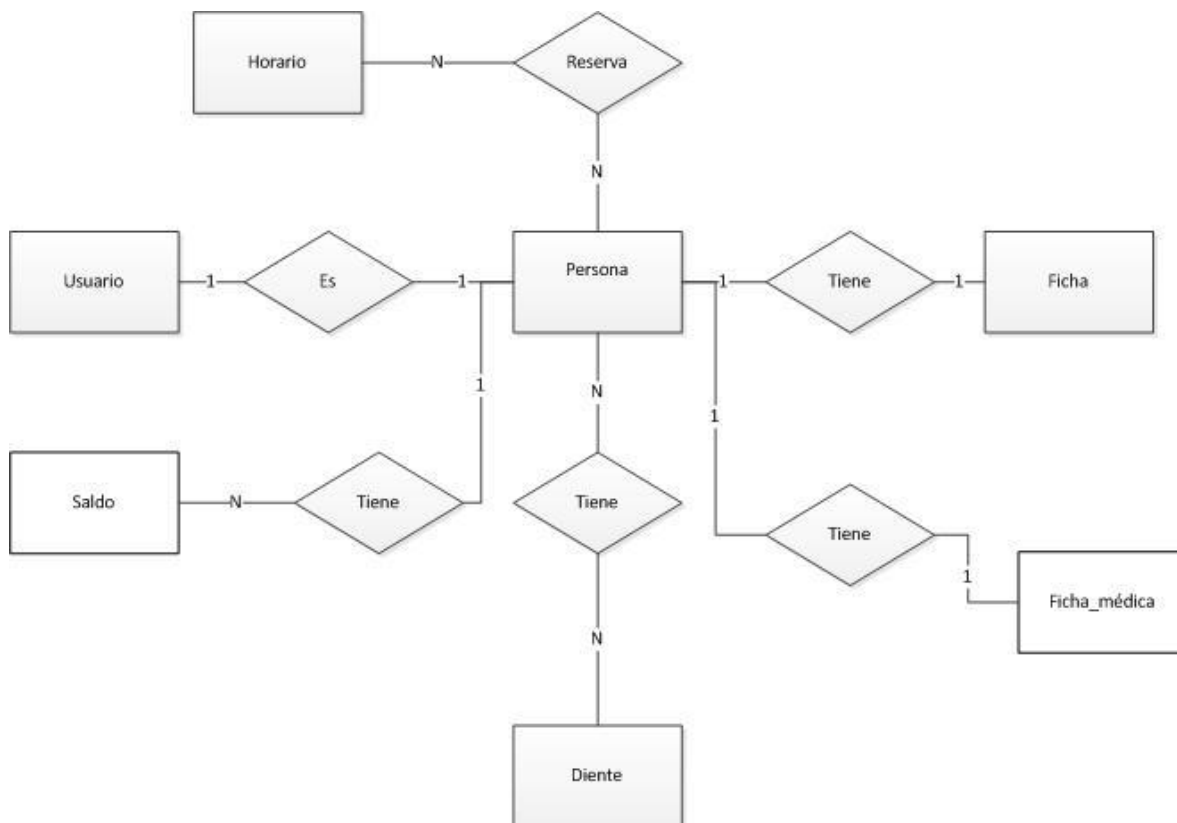 Horario
N
Reserva
N
Usuario
1
Es
1
Persona
1
Tiene
1
Ficha
1
N
1
Saldo
N
Tiene
Tiene
Tiene
1
Ficha_médica
N
Diente